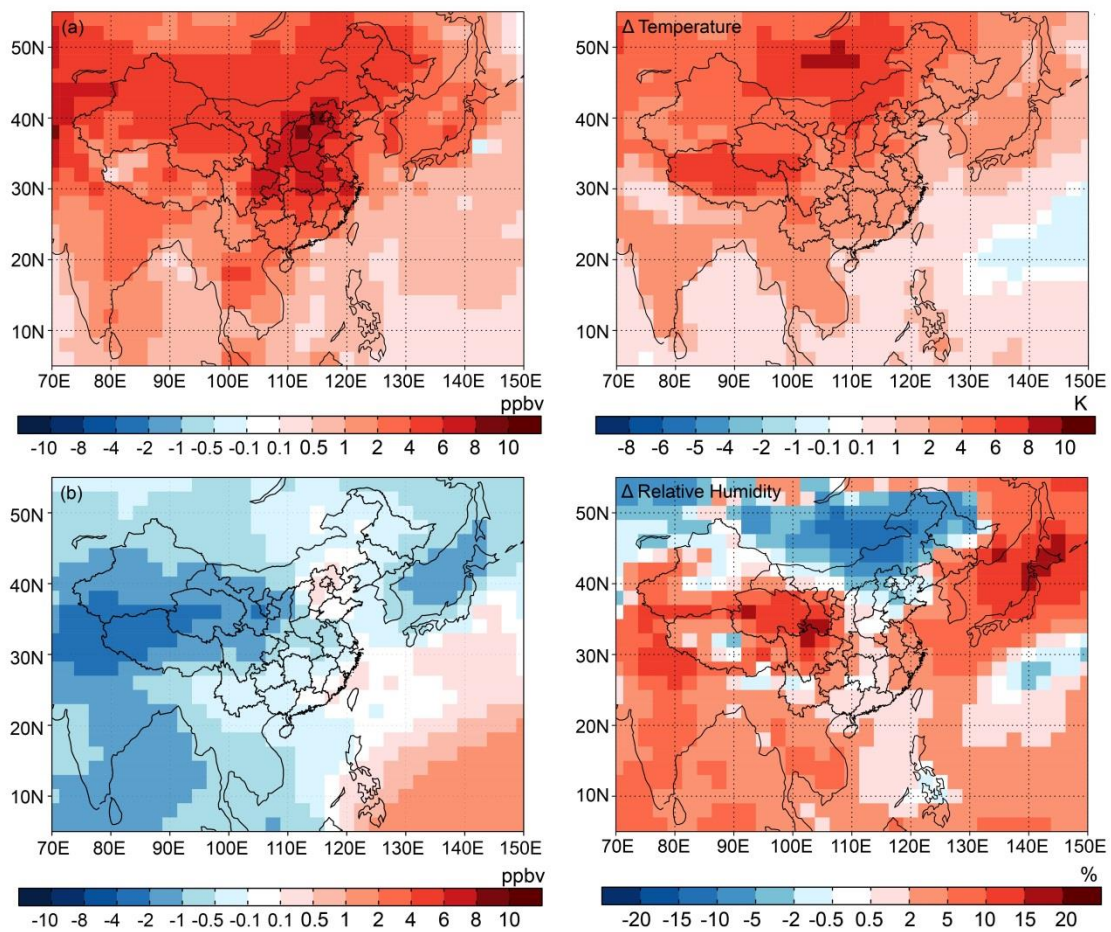 (a)
50N
40N
30N
20N
10N
70E 80E 90E 100E 110E 120E 130E 140E 150E
ppbv
-10 -8 -4 -2 -1 -0.5 -0.1 0.1 0.5 1 2 4 6 8 10
Δ Temperature
50N
40N
30N
20N
10N
70E 80E 90E 100E 110E 120E 130E 140E 150E
K
-8 -6 -4 -2 -1 -0.1 0.1 1 2 4 6 8 10
(b)
50N
40N
30N
20N
10N
70E 80E 90E 100E 110E 120E 130E 140E 150E
ppbv
-10 -8 -4 -2 -1 -0.5 -0.1 0.1 0.5 1 2 4 6 8 10
Δ Relative Humidity
50N
40N
30N
20N
10N
70E 80E 90E 100E 110E 120E 130E 140E 150E
%
-20 -15 -10 -5 -2 -0.5 0.5 2 5 10 15 20